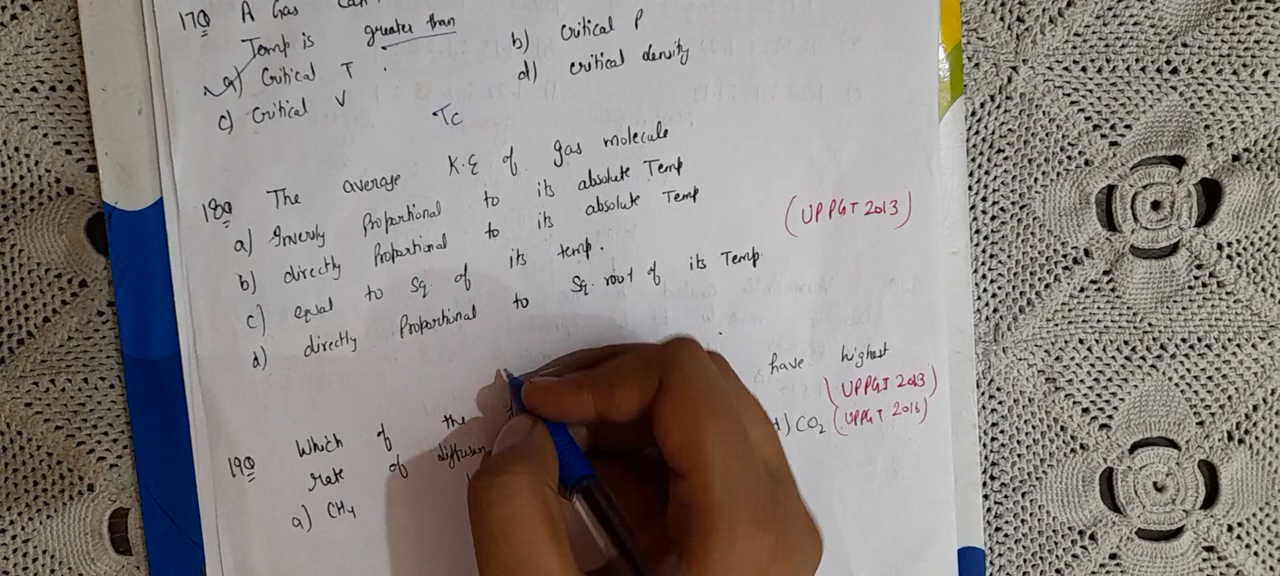 17Q A Gas Can
Temp is greater than
a) Critical T b) Critical P
c) Critical V d) critical density
Tc
18Q The average K.E of gas molecule
a) Inversly Proportional to its absolute Temp
b) directly Proportional to its absolute Temp (UPPGT 2013)
c) equal to Sq. of its temp.
d) directly Proportional to Sq. root of its Temp.
19Q Which of the have highest
rate of diffusion (UPPGT 2013)
a) CH4 d) CO2 (UPPGT 2016)